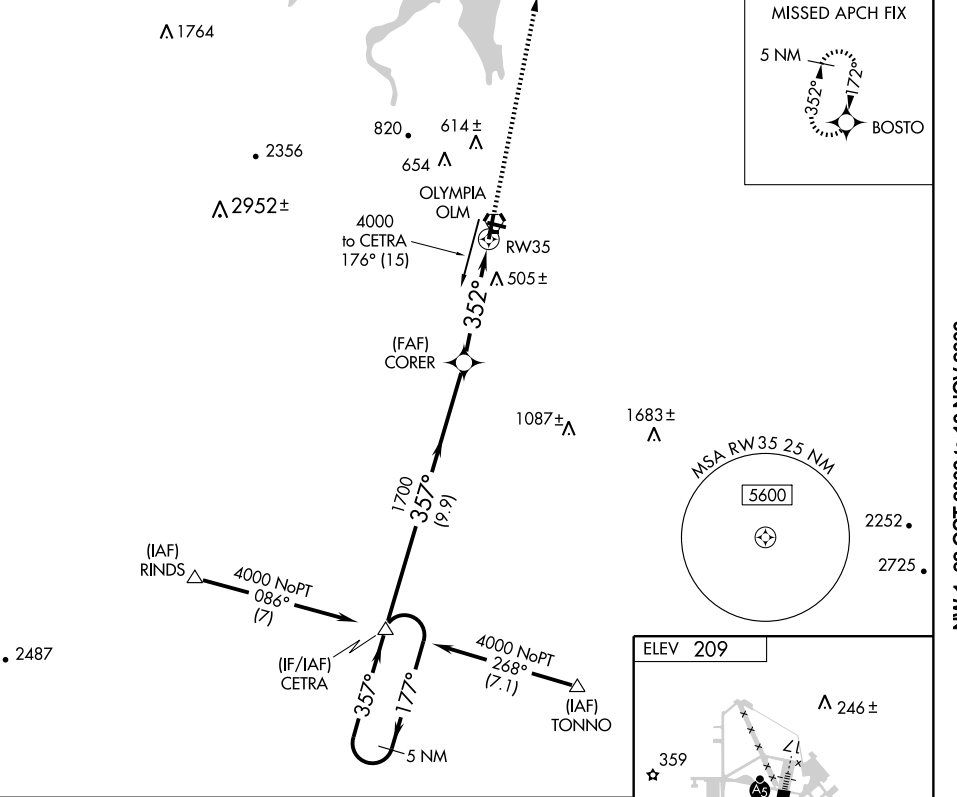 MISSED APCH FIX
5 NM
352°
172°
BOSTO
1764
820
614±
654
2356
2952±
OLYMPIA
OLM
4000
to CETRA
176° (15)
RW35
505±
352°
(FAF)
CORER
1087±
1683±
MSA RW35 25 NM
5600
2252
2725
1700
357°
(9.9)
(IAF)
RINDS
4000 NoPT
086°
(7)
2487
(IF/IAF)
CETRA
4000 NoPT
268°
(7.1)
(IAF)
TONNO
357°
177°
5 NM
ELEV 209
246±
359
17
A5